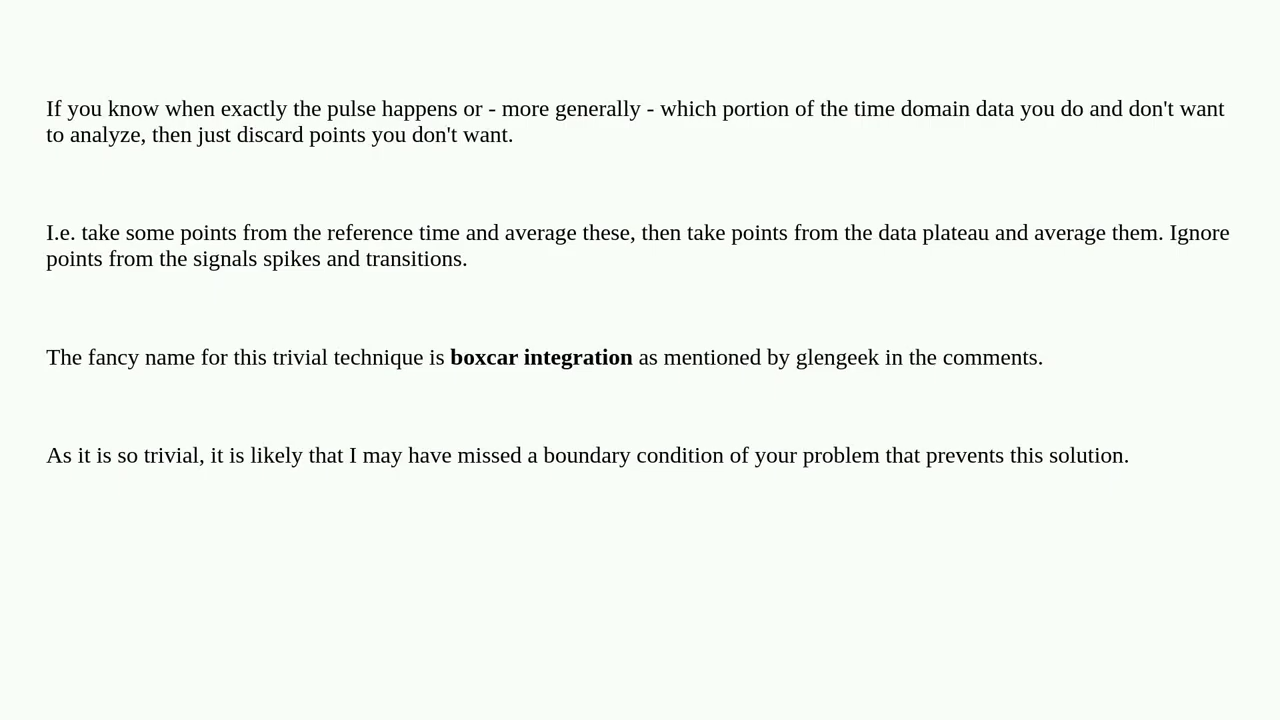 If you know when exactly the pulse happens or - more generally - which portion of the time domain data you do and don't want
to analyze, then just discard points you don't want.
I.e. take some points from the reference time and average these, then take points from the data plateau and average them. Ignore
points from the signals spikes and transitions.
The fancy name for this trivial technique is boxcar integration as mentioned by glengeek in the comments.
As it is so trivial, it is likely that I may have missed a boundary condition of your problem that prevents this solution.